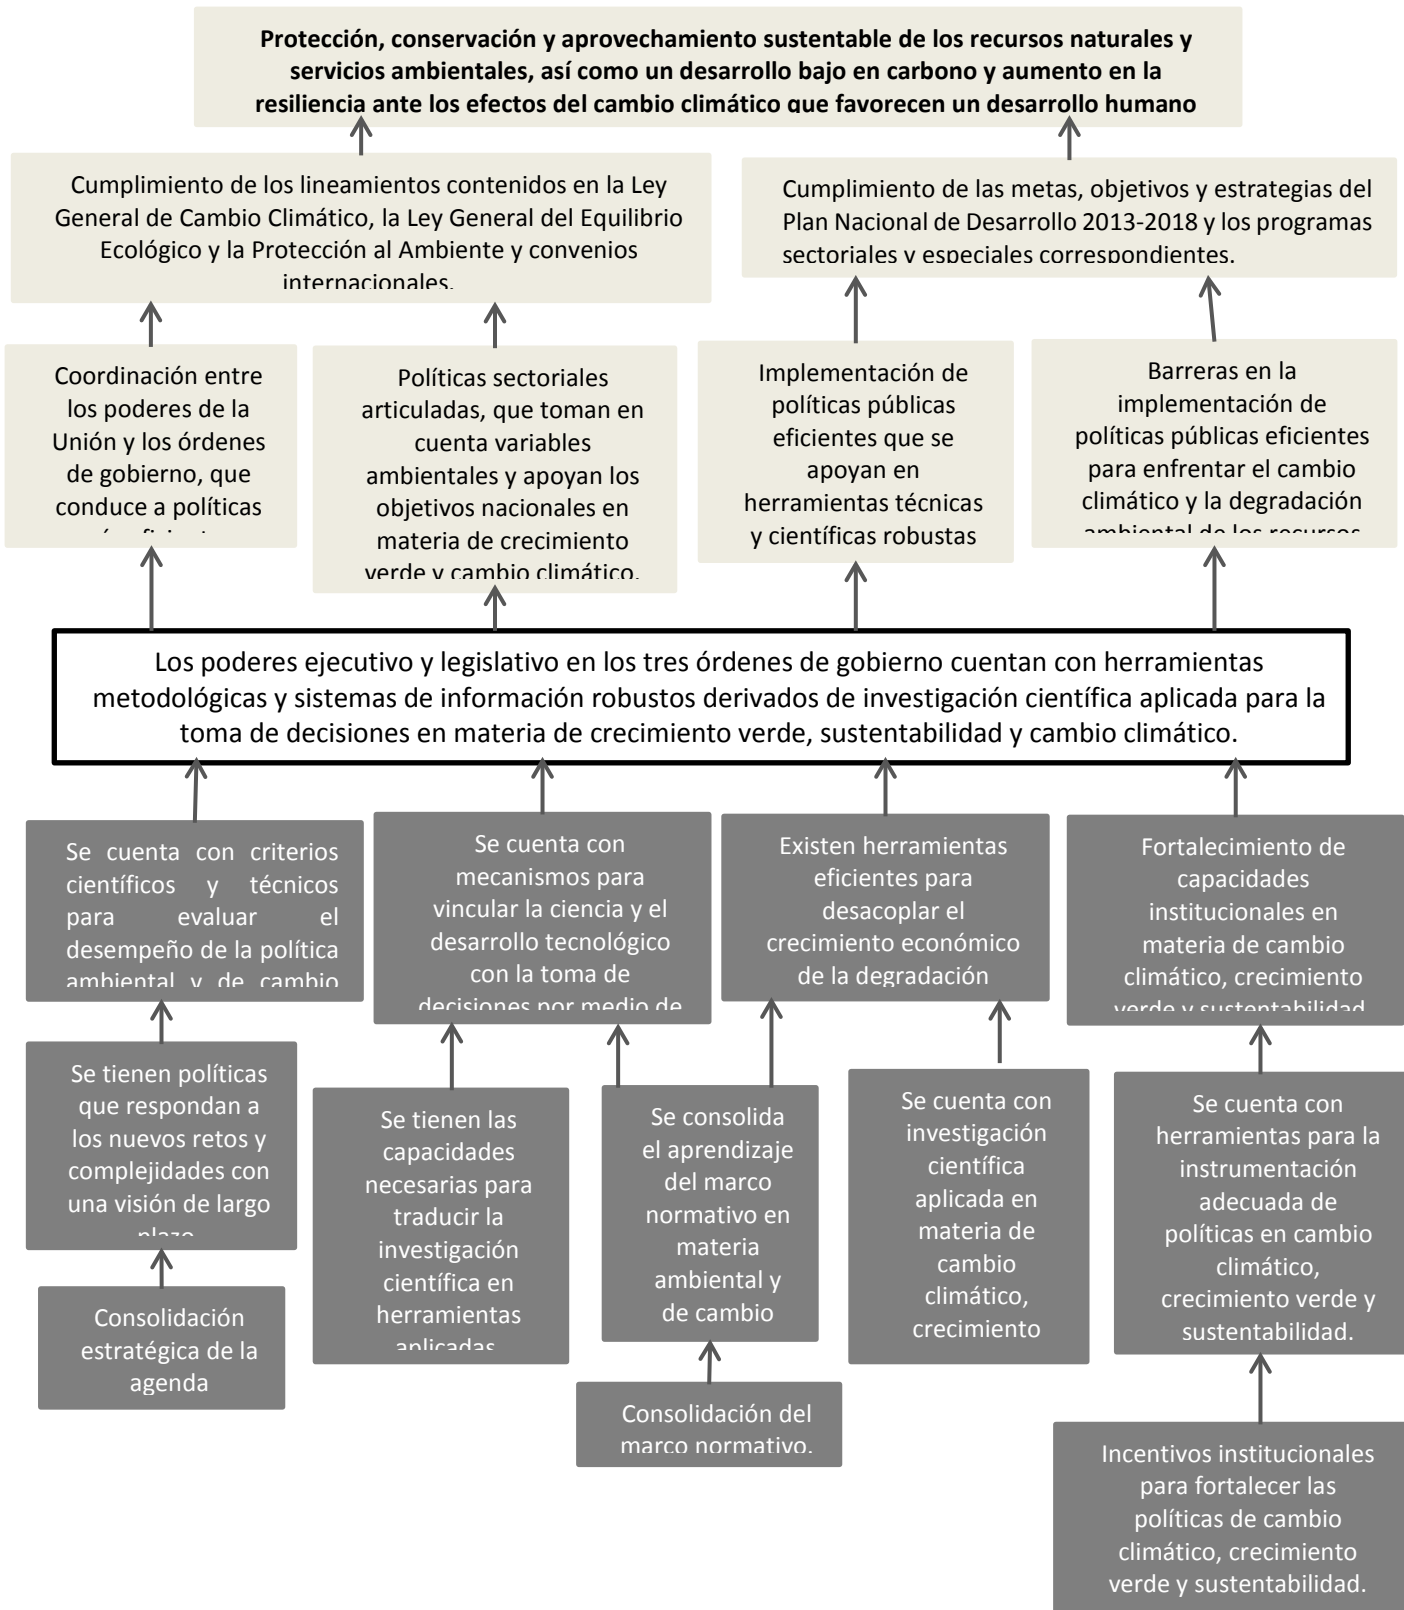 Protección, conservación y aprovechamiento sustentable de los recursos naturales y
servicios ambientales, así como un desarrollo bajo en carbono y aumento en la
resiliencia ante los efectos del cambio climático que favorecen un desarrollo humano
Cumplimiento de los lineamientos contenidos en la Ley
General de Cambio Climático, la Ley General del Equilibrio
Ecológico y la Protección al Ambiente y convenios
internacionales.
Cumplimiento de las metas, objetivos y estrategias del
Plan Nacional de Desarrollo 2013-2018 y los programas
sectoriales y especiales correspondientes.
Coordinación entre
los poderes de la
Unión y los órdenes
de gobierno, que
conduce a políticas
Políticas sectoriales
articuladas, que toman en
cuenta variables
ambientales y apoyan los
objetivos nacionales en
materia de crecimiento
verde y cambio climático.
Implementación de
políticas públicas
eficientes que se
apoyan en
herramientas técnicas
y científicas robustas
Barreras en la
implementación de
políticas públicas eficientes
para enfrentar el cambio
climático y la degradación
ambiental de los recursos
Los poderes ejecutivo y legislativo en los tres órdenes de gobierno cuentan con herramientas
metodológicas y sistemas de información robustos derivados de investigación científica aplicada para la
toma de decisiones en materia de crecimiento verde, sustentabilidad y cambio climático.
Se cuenta con criterios
científicos y técnicos
para evaluar el
desempeño de la política
ambiental y de cambio
Se cuenta con
mecanismos para
vincular la ciencia y el
desarrollo tecnológico
con la toma de
decisiones por medio de
Existen herramientas
eficientes para
desacoplar el
crecimiento económico
de la degradación
Fortalecimiento de
capacidades
institucionales en
materia de cambio
climático, crecimiento
verde y sustentabilidad
Se tienen políticas
que respondan a
los nuevos retos y
complejidades con
una visión de largo
plazo
Se tienen las
capacidades
necesarias para
traducir la
investigación
científica en
herramientas
aplicadas
Se consolida
el aprendizaje
del marco
normativo en
materia
ambiental y
de cambio
Se cuenta con
investigación
científica
aplicada en
materia de
cambio
climático,
crecimiento
Se cuenta con
herramientas para la
instrumentación
adecuada de
políticas en cambio
climático,
crecimiento verde y
sustentabilidad.
Consolidación
estratégica de la
agenda
Consolidación del
marco normativo.
Incentivos institucionales
para fortalecer las
políticas de cambio
climático, crecimiento
verde y sustentabilidad.